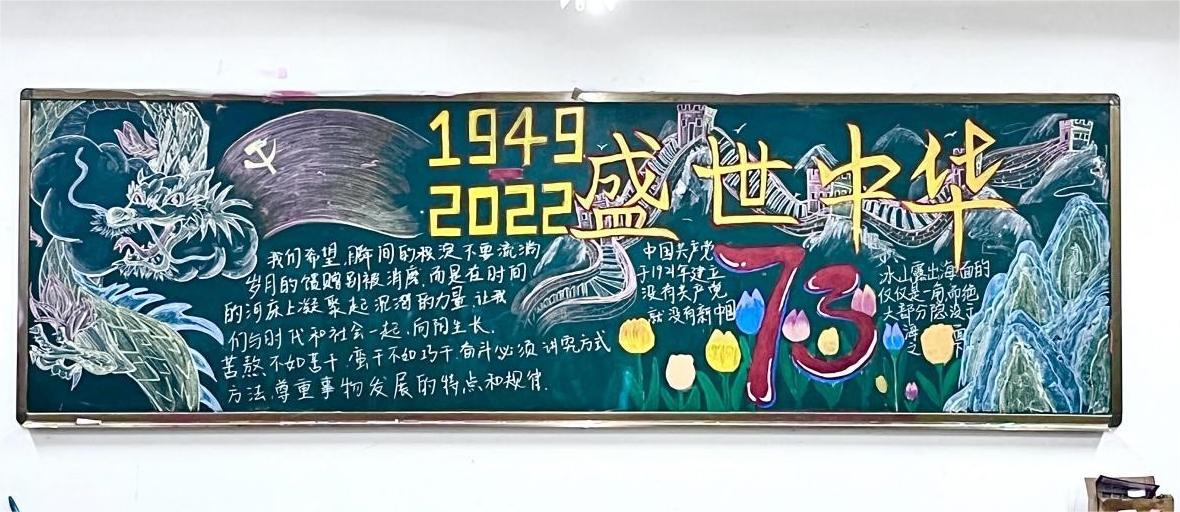 1949
2022
盛世中华
73
我们希望,瞬间的我没不要流淌
岁月的馈赠别被消磨,而是在时间
的河床上凝聚起泥沼的力量,让我
们与时代和社会一起,向阳生长.
苦熬不如苦干,蛮干不如巧干,奋斗必须讲究方式
方法,尊重事物发展的特点和规律.
中国共产党
于1921年建立
没有共产党
就没有新中国
冰山露出海面的
仅仅是一角,而绝
大部分隐没于
海之下